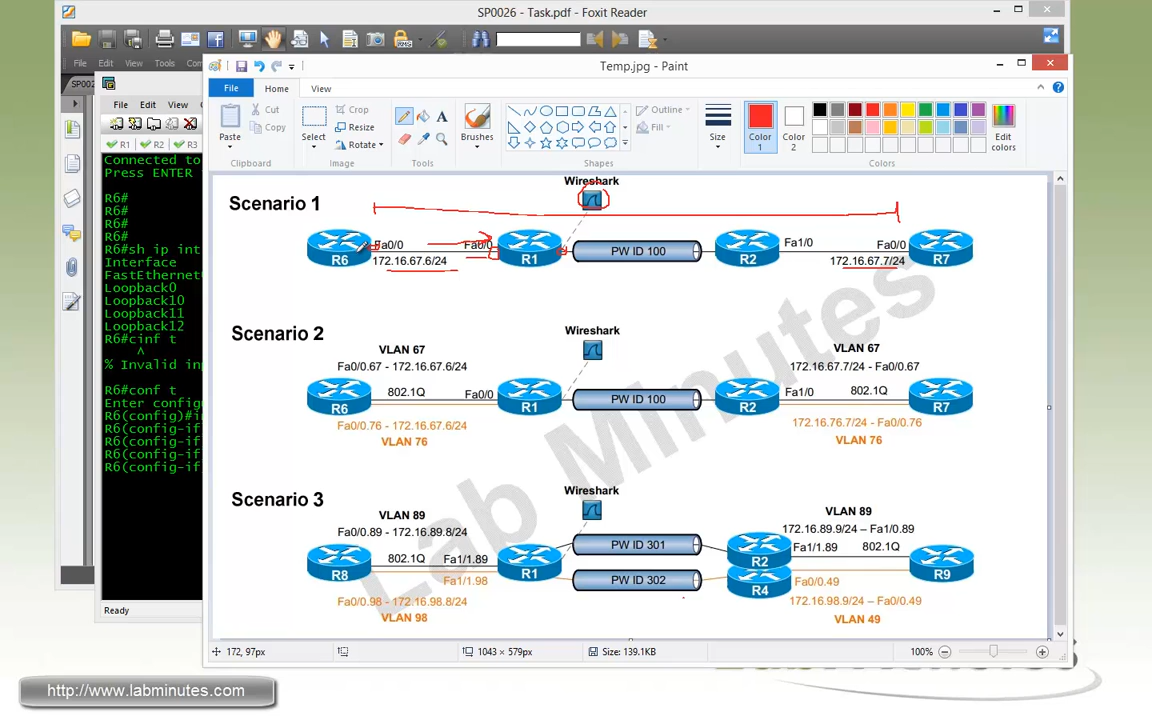 SP0026 - Task.pdf - Foxit Reader
File
Edit
View
Tools
Temp.jpg - Paint
File
Home
View
Paste
Cut
Copy
Clipboard
Select
Crop
Resize
Rotate
Image
Tools
Brushes
Shapes
Outline
Fill
Size
Color 1
Color 2
Edit colors
Colors
File Edit View
R1 R2 R3
Connected to
Press ENTER
R6#
R6#
R6#
R6#
R6#sh ip int
Interface
FastEthernet
Loopback0
Loopback10
Loopback11
Loopback12
R6#cinf t
^
% Invalid inp
R6#conf t
Enter config
R6(config)#i
R6(config-if
R6(config-if
R6(config-if
R6(config-if
Ready
Scenario 1
Wireshark
R6
Fa0/0
172.16.67.6/24
Fa0/0
R1
PW ID 100
R2
Fa1/0
Fa0/0
172.16.67.7/24
R7
Scenario 2
Wireshark
VLAN 67
Fa0/0.67 - 172.16.67.6/24
R6
802.1Q
Fa0/0
R1
PW ID 100
R2
Fa1/0
VLAN 67
172.16.67.7/24 - Fa0/0.67
802.1Q
R7
Fa0/0.76 - 172.16.67.6/24
VLAN 76
172.16.76.7/24 - Fa0/0.76
VLAN 76
Scenario 3
Wireshark
VLAN 89
Fa0/0.89 - 172.16.89.8/24
R8
802.1Q
Fa1/1.89
Fa1/1.98
R1
PW ID 301
PW ID 302
R2
R4
VLAN 89
172.16.89.9/24 – Fa1/0.89
Fa1/1.89
802.1Q
Fa0/0.49
R9
Fa0/0.98 - 172.16.98.8/24
VLAN 98
172.16.98.9/24 – Fa0/0.49
VLAN 49
Lab Minutes
172, 97px
1043 × 579px
Size: 139.1KB
100%
http://www.labminutes.com